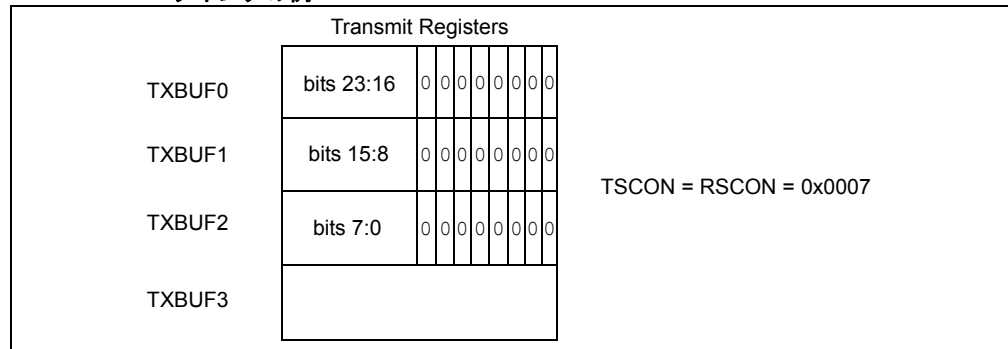 Transmit Registers
TXBUF0 bits 23:16 0 0 0 0 0 0 0 0
TXBUF1 bits 15:8 0 0 0 0 0 0 0 0
TSCON = RSCON = 0x0007
TXBUF2 bits 7:0 0 0 0 0 0 0 0 0
TXBUF3